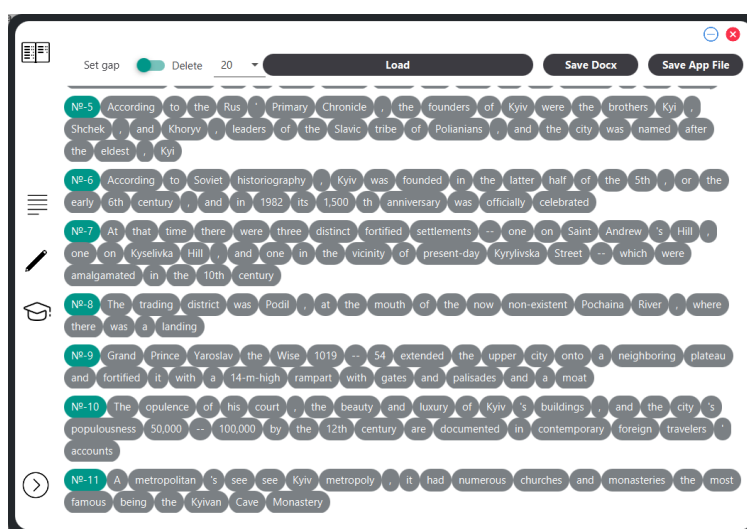 Set gap Delete 20 Load Save Docx Save App File
№-5 According to the Rus ' Primary Chronicle , the founders of Kyiv were the brothers Kyi ,
Shchek , and Khoryv , leaders of the Slavic tribe of Polianians , and the city was named after
the eldest , Kyi
№-6 According to Soviet historiography , Kyiv was founded in the latter half of the 5th , or the
early 6th century , and in 1982 its 1,500 th anniversary was officially celebrated
№-7 At that time there were three distinct fortified settlements -- one on Saint Andrew 's Hill ,
one on Kyselivka Hill , and one in the vicinity of present-day Kyrylivska Street -- which were
amalgamated in the 10th century
№-8 The trading district was Podil , at the mouth of the now non-existent Pochaina River , where
there was a landing
№-9 Grand Prince Yaroslav the Wise 1019 -- 54 extended the upper city onto a neighboring plateau
and fortified it with a 14-m-high rampart with gates and palisades and a moat
№-10 The opulence of his court , the beauty and luxury of Kyiv 's buildings , and the city 's
populousness 50,000 -- 100,000 by the 12th century are documented in contemporary foreign travelers '
accounts
№-11 A metropolitan 's see see Kyiv metropoly , it had numerous churches and monasteries the most
famous being the Kyivan Cave Monastery